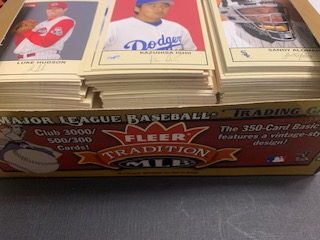 LUKE HUDSON
KAZUHISA ISHII
SANDY ALOMAR
Dodgers
MAJOR LEAGUE BASEBALL
TRADING CA
Club 3000/
500/300
Cards!
FLEER
TRADITION
MLB
The 350-Card Basic
features a vintage-sty
design!